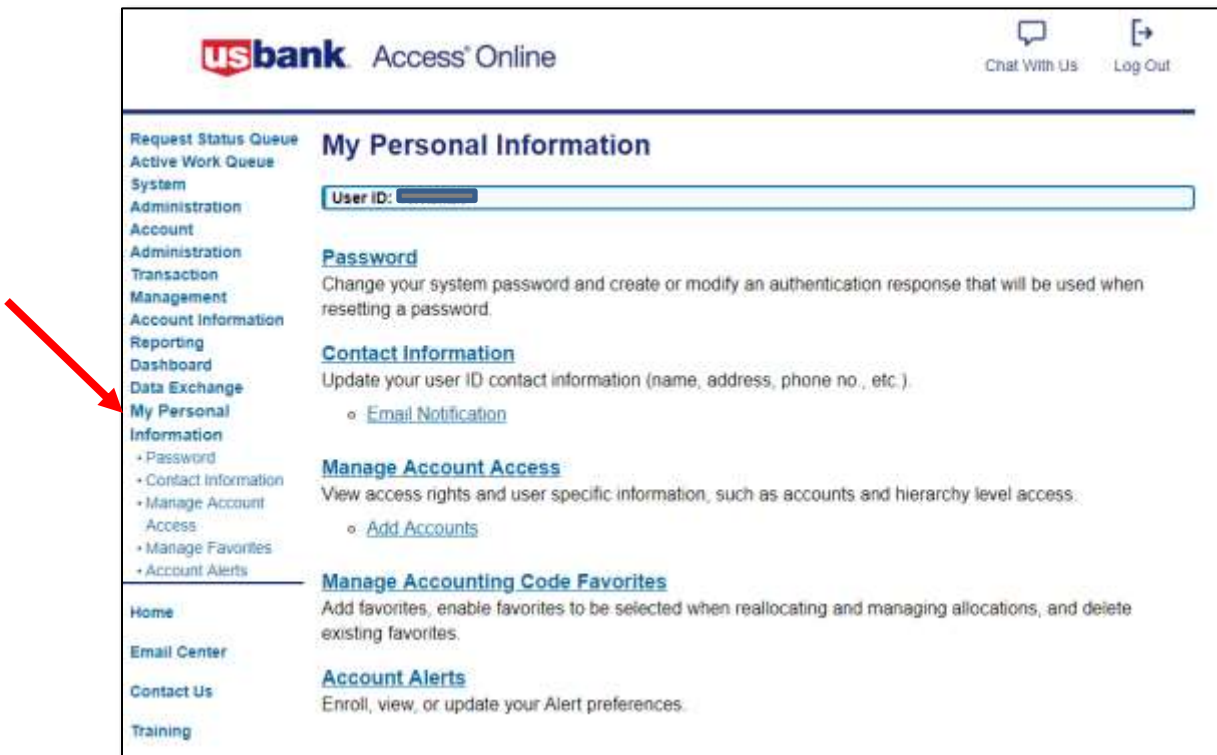 usbank Access® Online
Chat With Us
Log Out
Request Status Queue
Active Work Queue
System
Administration
Account
Administration
Transaction
Management
Account Information
Reporting
Dashboard
Data Exchange
My Personal
Information
• Password
• Contact Information
• Manage Account
Access
• Manage Favorites
• Account Alerts
Home
Email Center
Contact Us
Training
My Personal Information
User ID:
Password
Change your system password and create or modify an authentication response that will be used when
resetting a password.
Contact Information
Update your user ID contact information (name, address, phone no., etc.).
Email Notification
Manage Account Access
View access rights and user specific information, such as accounts and hierarchy level access.
Add Accounts
Manage Accounting Code Favorites
Add favorites, enable favorites to be selected when reallocating and managing allocations, and delete
existing favorites.
Account Alerts
Enroll, view, or update your Alert preferences.